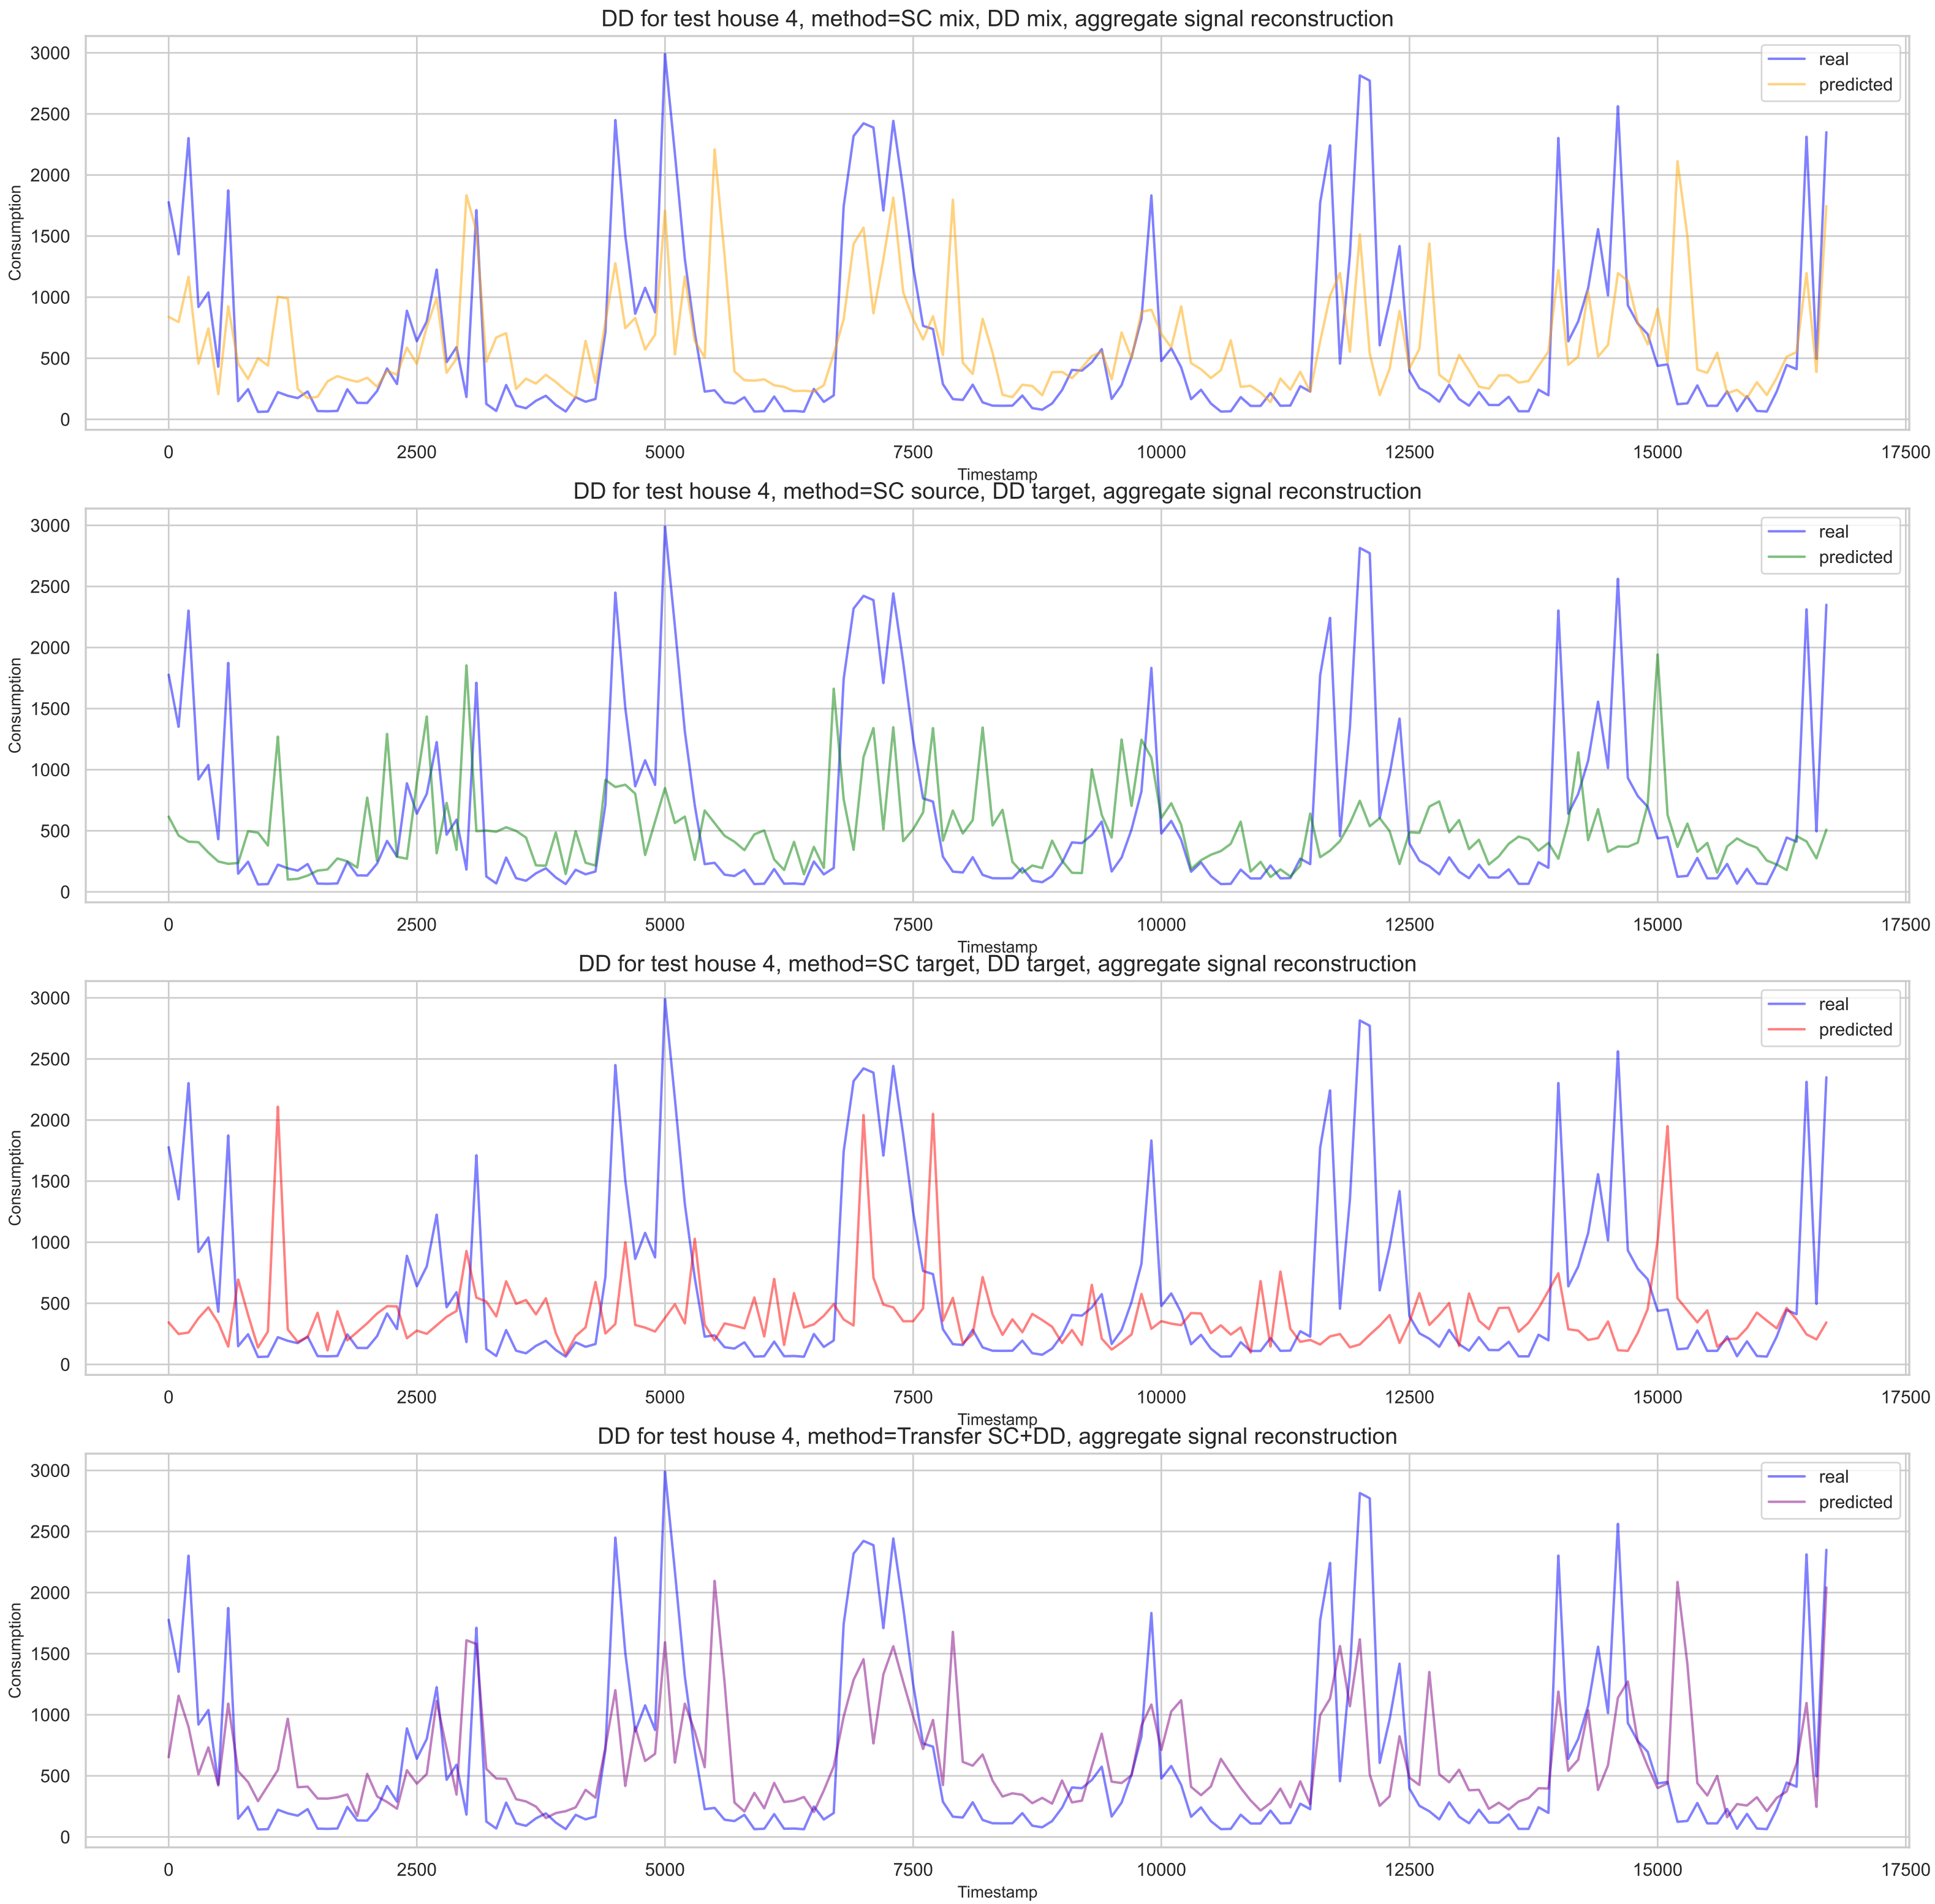 DD for test house 4, method=SC mix, DD mix, aggregate signal reconstruction
3000
2500
2000
1500
1000
500
0
Consumption
real
predicted
0 2500 5000 7500 10000 12500 15000 17500
Timestamp
DD for test house 4, method=SC source, DD target, aggregate signal reconstruction
3000
2500
2000
1500
1000
500
0
Consumption
real
predicted
0 2500 5000 7500 10000 12500 15000 17500
Timestamp
DD for test house 4, method=SC target, DD target, aggregate signal reconstruction
3000
2500
2000
1500
1000
500
0
Consumption
real
predicted
0 2500 5000 7500 10000 12500 15000 17500
Timestamp
DD for test house 4, method=Transfer SC+DD, aggregate signal reconstruction
3000
2500
2000
1500
1000
500
0
Consumption
real
predicted
0 2500 5000 7500 10000 12500 15000 17500
Timestamp